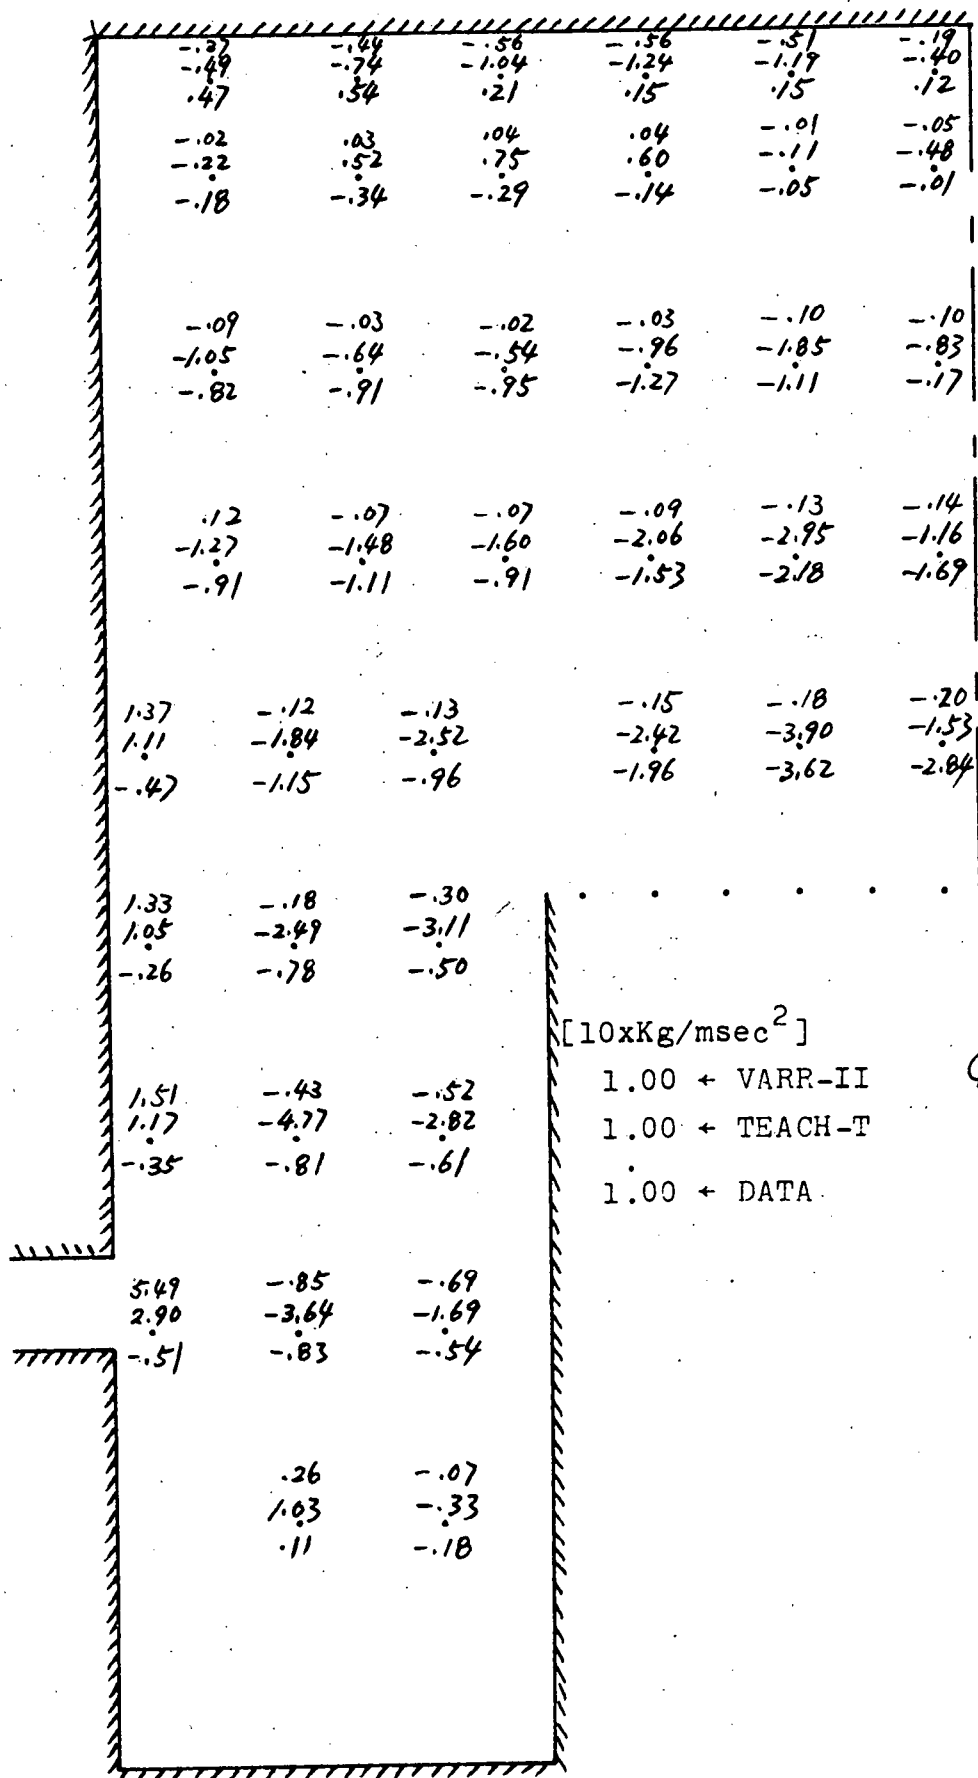 -.37 -.44 -.56 -.56 -.51 -.19
-.49 -.74 -1.04 -1.24 -1.19 -.40
.47 .54 .21 .15 .15 .12
-.02 .03 .04 .04 -.01 -.05
-.22 .52 .75 .60 -.11 -.48
-.18 -.34 -.29 -.14 -.05 -.01
-.09 -.03 -.02 -.03 -.10 -.10
-1.05 -.64 -.54 -.96 -1.85 -.83
-.82 -.91 -.95 -1.27 -1.11 -.17
.12 -.07 -.07 -.09 -.13 -.14
-1.27 -1.48 -1.60 -2.06 -2.95 -1.16
-.91 -1.11 -.91 -1.53 -2.18 -1.69
1.37 -.12 -.13 -.15 -.18 -.20
1.11 -1.84 -2.52 -2.42 -3.90 -1.53
-.47 -1.15 -.96 -1.96 -3.62 -2.84
1.33 -.18 -.30
1.05 -2.49 -3.11
-.26 -.78 -.50
[10xKg/msec²]
1.51 -.43 -.52
1.00 ← VARR-II
1.17 -4.77 -2.82
1.00 ← TEACH-T
-.35 -.81 -.61
1.00 ← DATA
5.49 -.85 -.69
2.90 -3.64 -1.69
-.51 -.83 -.54
.26 -.07
1.03 -.33
.11 -.18